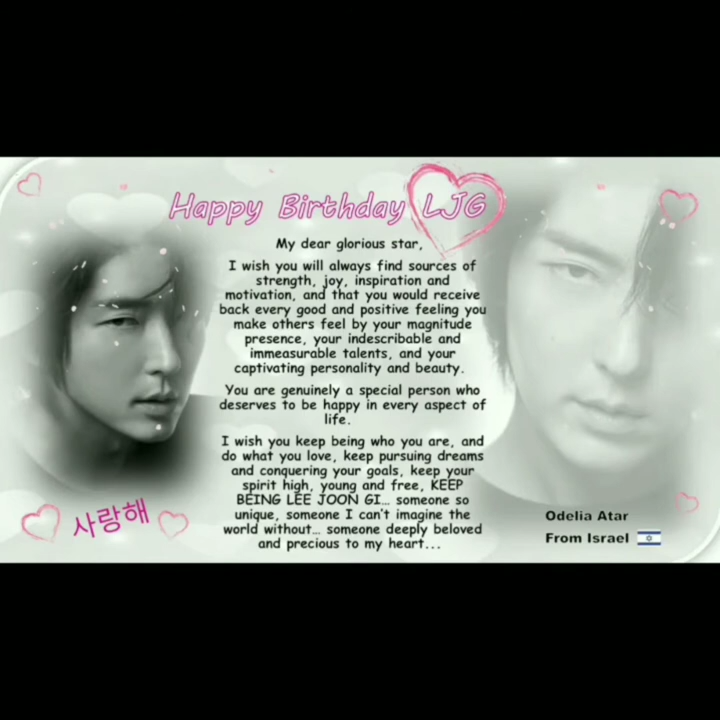 Happy Birthday LJG
My dear glorious star,
I wish you will always find sources of
strength, joy, inspiration and
motivation, and that you would receive
back every good and positive feeling you
make others feel by your magnitude
presence, your indescribable and
immeasurable talents, and your
captivating personality and beauty.
You are genuinely a special person who
deserves to be happy in every aspect of
life.
I wish you keep being who you are, and
do what you love, keep pursuing dreams
and conquering your goals, keep your
spirit high, young and free, KEEP
BEING LEE JOON GI... someone so
unique, someone I can't imagine the
world without... someone deeply beloved
and precious to my heart...
사랑해
Odelia Atar
From Israel